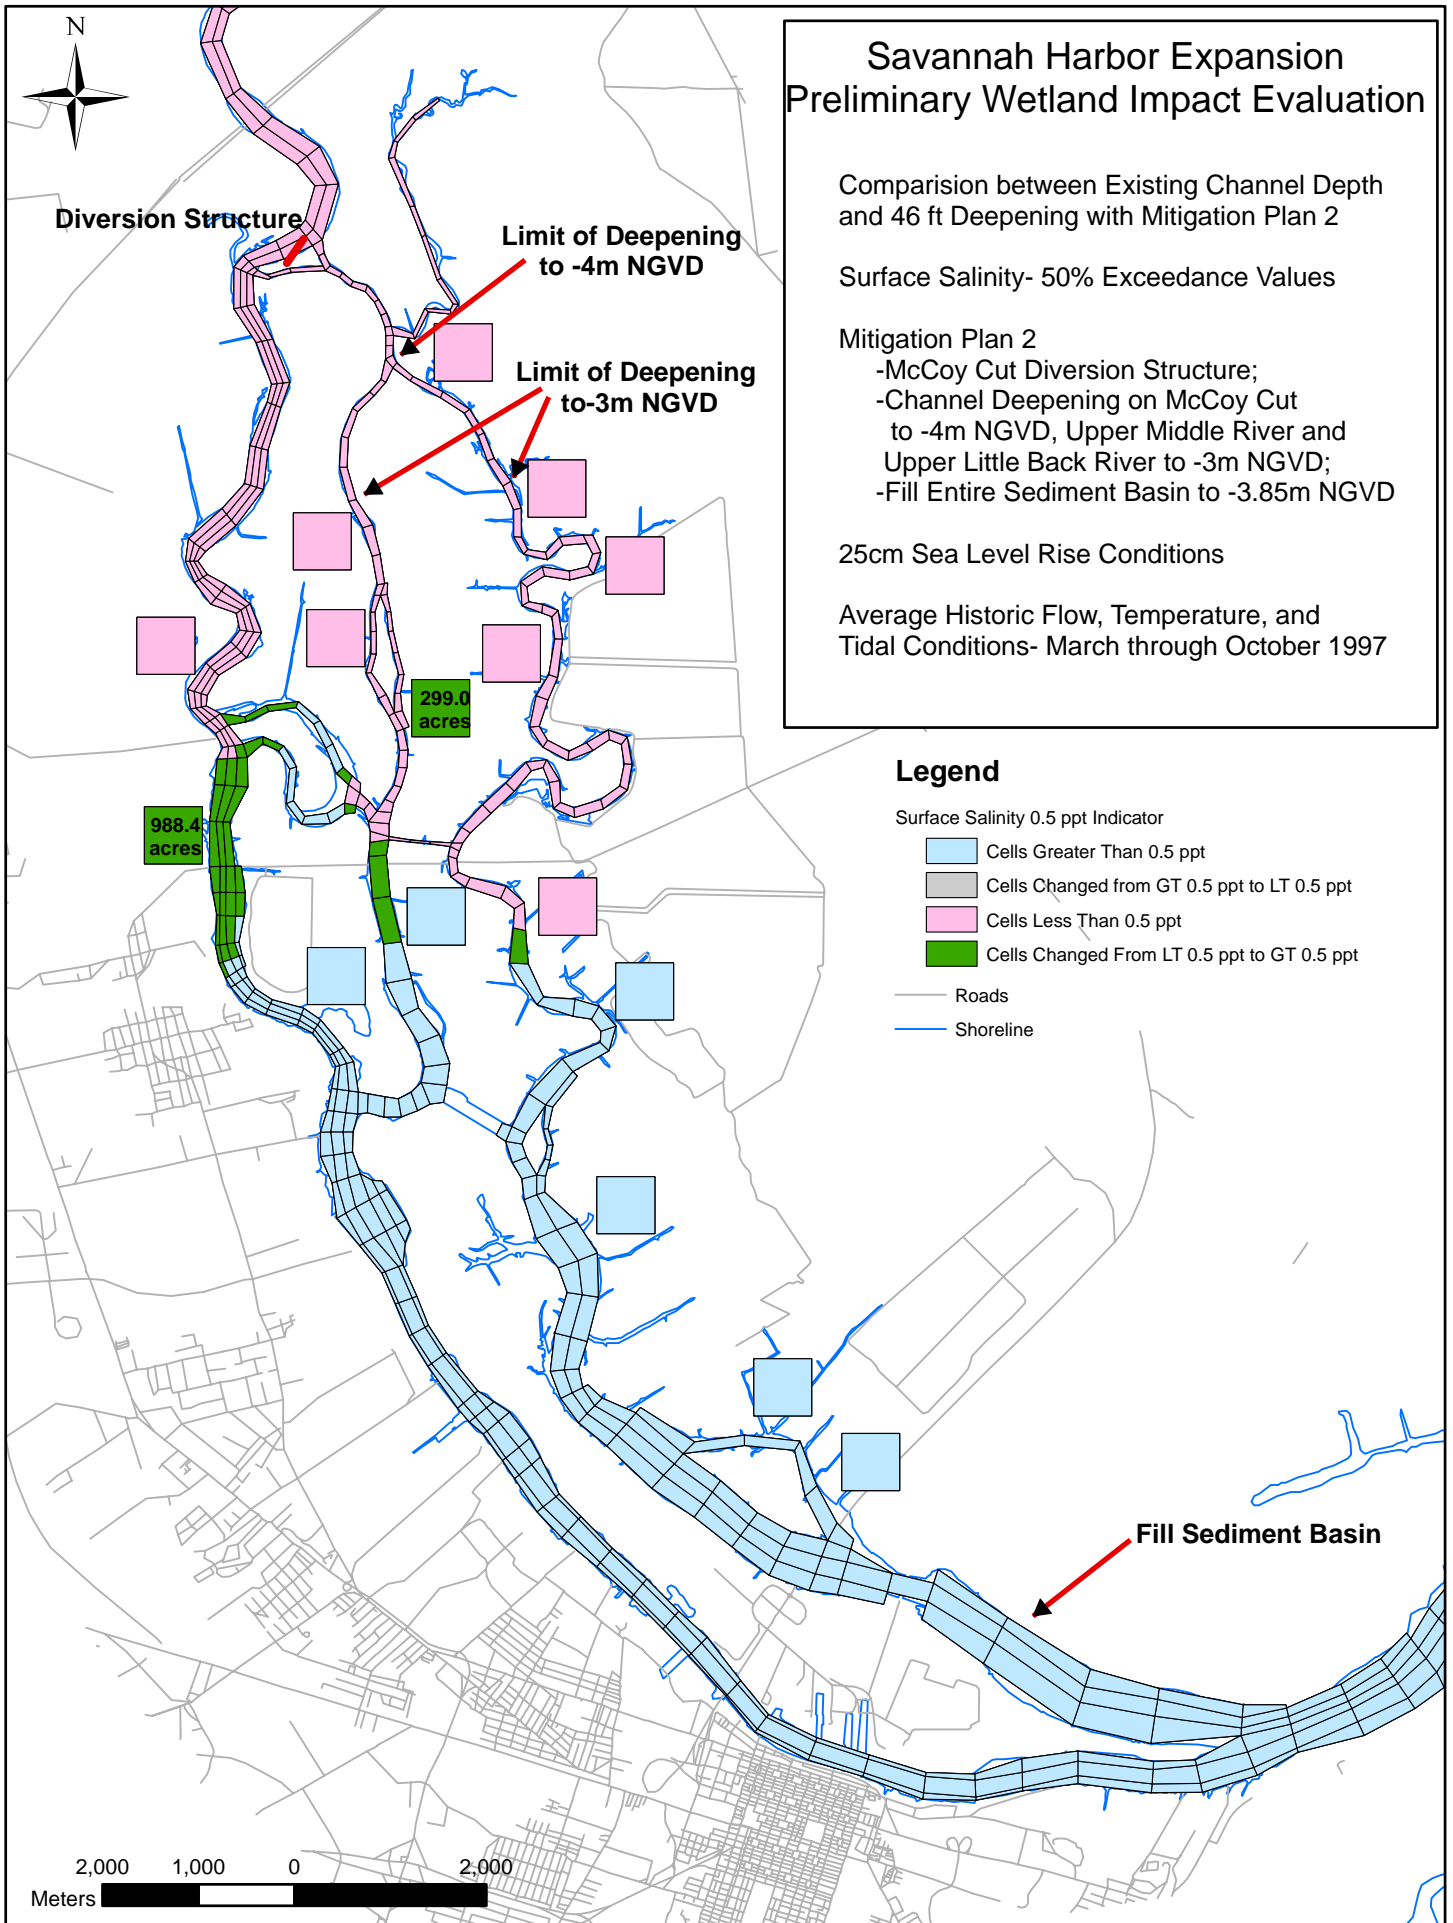 N
Savannah Harbor Expansion
Preliminary Wetland Impact Evaluation
Comparision between Existing Channel Depth
and 46 ft Deepening with Mitigation Plan 2
Surface Salinity- 50% Exceedance Values
Mitigation Plan 2
-McCoy Cut Diversion Structure;
-Channel Deepening on McCoy Cut
to -4m NGVD, Upper Middle River and
Upper Little Back River to -3m NGVD;
-Fill Entire Sediment Basin to -3.85m NGVD
25cm Sea Level Rise Conditions
Average Historic Flow, Temperature, and
Tidal Conditions- March through October 1997
Diversion Structure
Limit of Deepening
to -4m NGVD
Limit of Deepening
to-3m NGVD
299.0
acres
988.4
acres
Legend
Surface Salinity 0.5 ppt Indicator
Cells Greater Than 0.5 ppt
Cells Changed from GT 0.5 ppt to LT 0.5 ppt
Cells Less Than 0.5 ppt
Cells Changed From LT 0.5 ppt to GT 0.5 ppt
Roads
Shoreline
Fill Sediment Basin
2,000 1,000 0 2,000
Meters